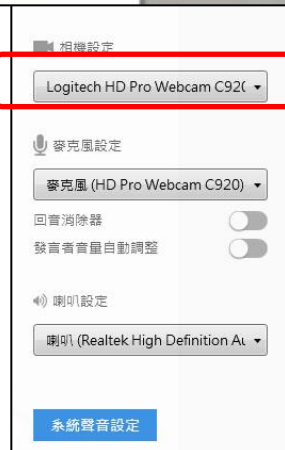 相機設定
Logitech HD Pro Webcam C920
麥克風設定
麥克風 (HD Pro Webcam C920)
回音消除器
發言者音量自動調整
喇叭設定
喇叭 (Realtek High Definition Au
系統聲音設定